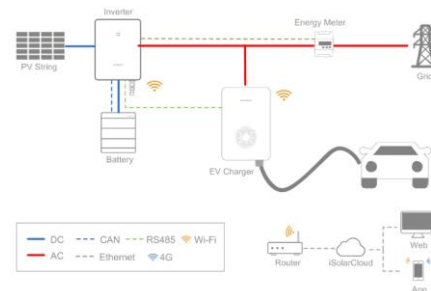 Inverter
Energy Meter
PV String
Grid
Battery
EV Charger
DC CAN RS485 Wi-Fi
AC Ethernet 4G
Web
Router iSolarCloud
App